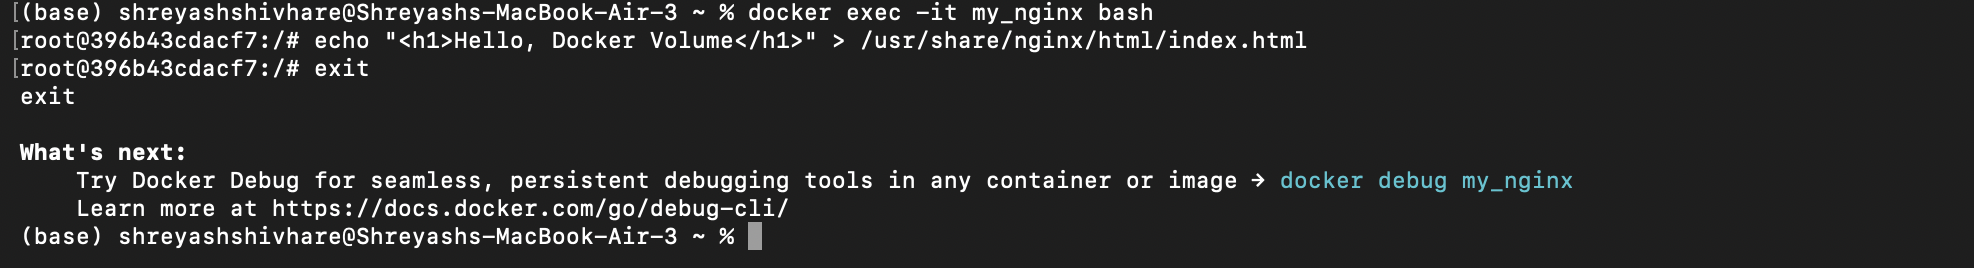 [(base) shreyashshivhare@Shreyashs-MacBook-Air-3 ~ % docker exec -it my_nginx bash
[root@396b43cdacf7:/# echo "<h1>Hello, Docker Volume</h1>" > /usr/share/nginx/html/index.html
[root@396b43cdacf7:/# exit
exit
What's next:
Try Docker Debug for seamless, persistent debugging tools in any container or image → docker debug my_nginx
Learn more at https://docs.docker.com/go/debug-cli/
(base) shreyashshivhare@Shreyashs-MacBook-Air-3 ~ %